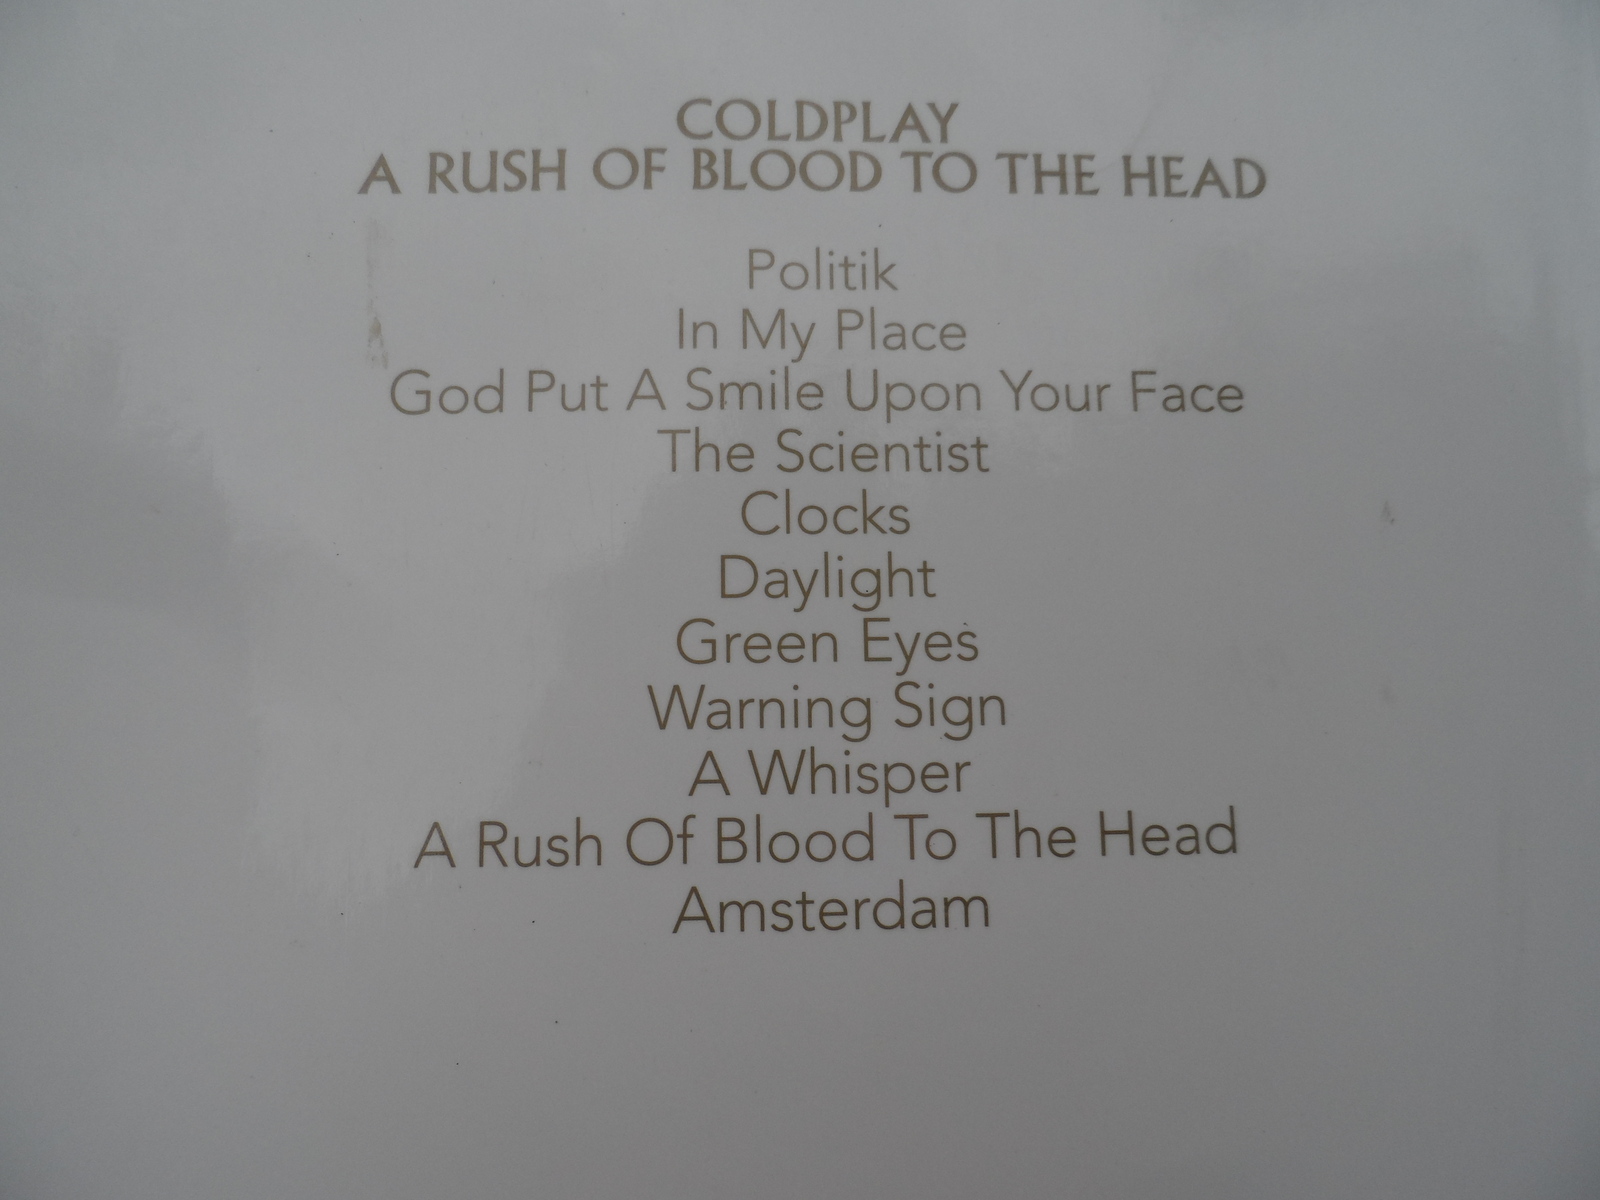 COLDPLAY
A RUSH OF BLOOD TO THE HEAD
Politik
In My Place
God Put A Smile Upon Your Face
The Scientist
Clocks
Daylight
Green Eyes
Warning Sign
A Whisper
A Rush Of Blood To The Head
Amsterdam